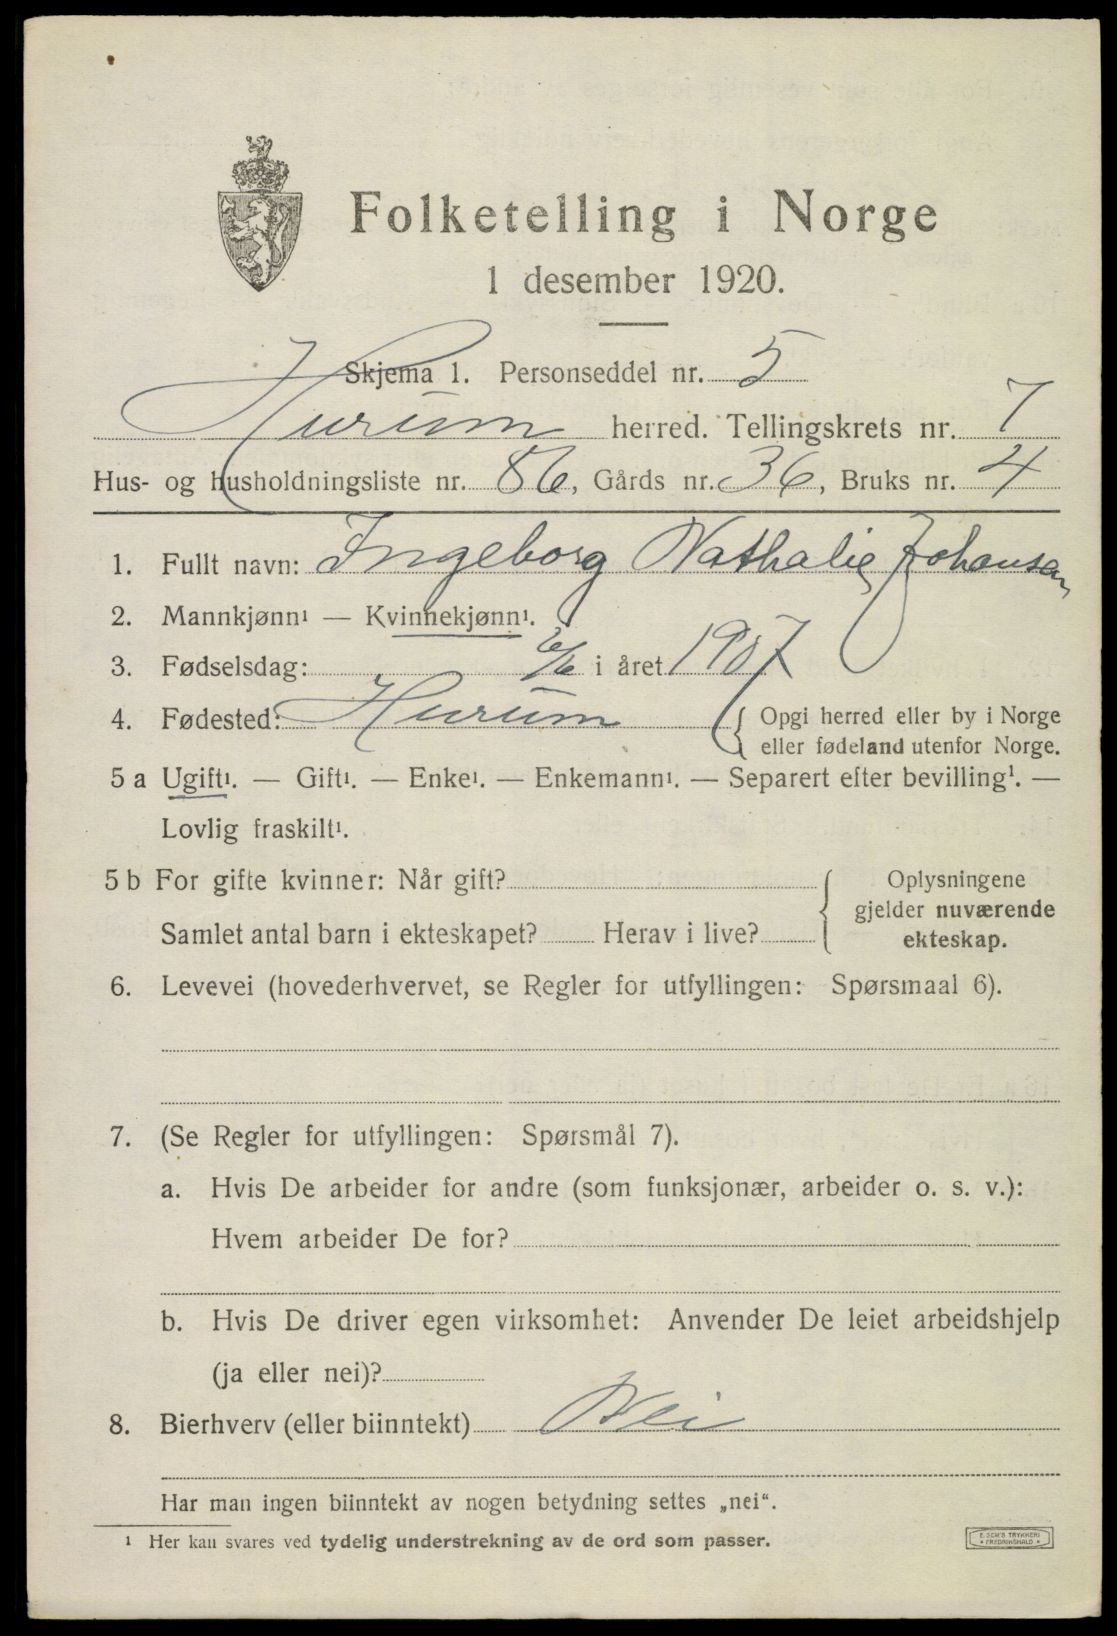 Folketelling i Norge
1 desember 1920.
Skjema 1. Personseddel nr. 5
Hurum herred. Tellingskrets nr. 7
Hus- og husholdningsliste nr. 86, Gårds nr. 36, Bruks nr. 4
1. Fullt navn: Ingeborg Nathalie Johansen
2. Mannkjønn¹ — Kvinnekjønn¹.
3. Fødselsdag: 6/6 i året 1907
4. Fødested: Hurum { Opgi herred eller by i Norge
eller fødeland utenfor Norge.
5 a Ugift¹. — Gift¹. — Enke¹. — Enkemann¹. — Separert efter bevilling¹. —
Lovlig fraskilt¹.
5 b For gifte kvinner: Når gift? { Oplysningene
gjelder nuværende
Samlet antal barn i ekteskapet? Herav i live? ekteskap.
6. Levevei (hovederhvervet, se Regler for utfyllingen: Spørsmaal 6).
7. (Se Regler for utfyllingen: Spørsmål 7).
a. Hvis De arbeider for andre (som funksjonær, arbeider o. s. v.):
Hvem arbeider De for?
b. Hvis De driver egen virksomhet: Anvender De leiet arbeidshjelp
(ja eller nei)?
8. Bierhverv (eller biinntekt) Nei
Har man ingen biinntekt av nogen betydning settes „nei“.
¹ Her kan svares ved tydelig understrekning av de ord som passer.
E. SEM'S TRYKKERI
FREDRIKSHALD